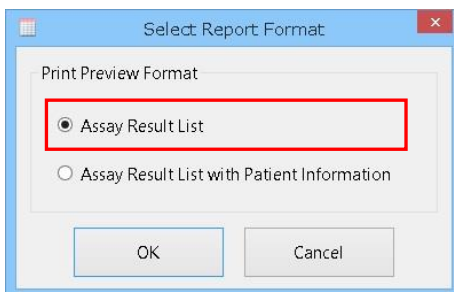 Select Report Format
Print Preview Format
Assay Result List
Assay Result List with Patient Information
OK
Cancel